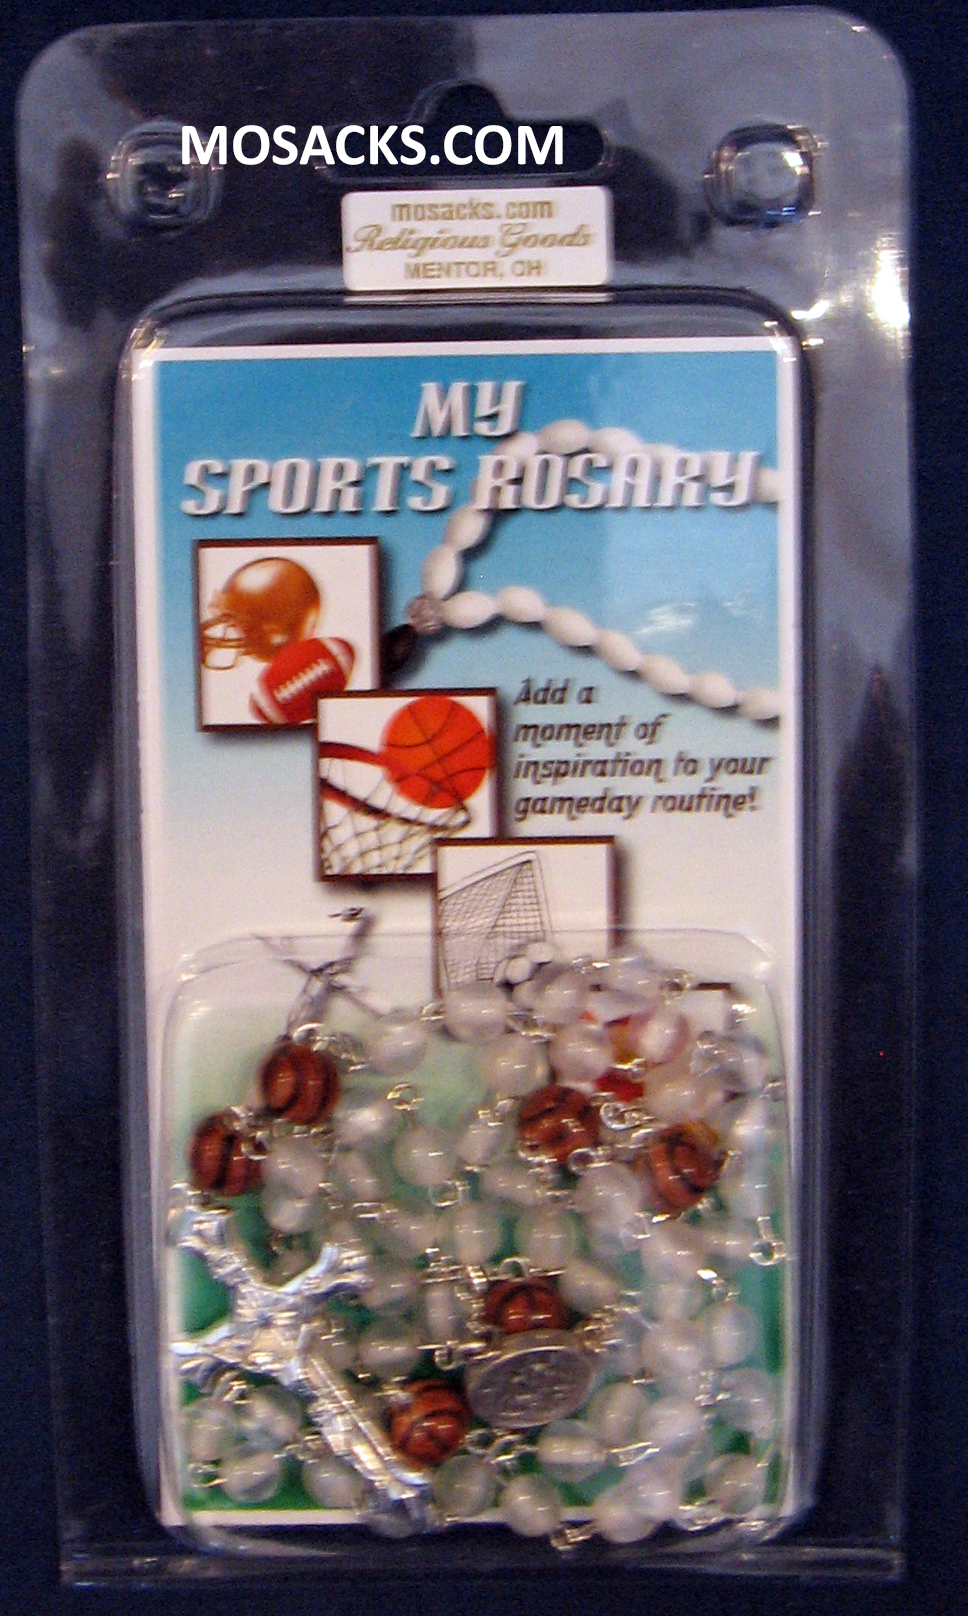 MOSACKS.COM
mosacks.com
Religious Goods
MENTOR, OH
MY
SPORTS ROSARY
Add a
moment of
inspiration to your
gameday routine!